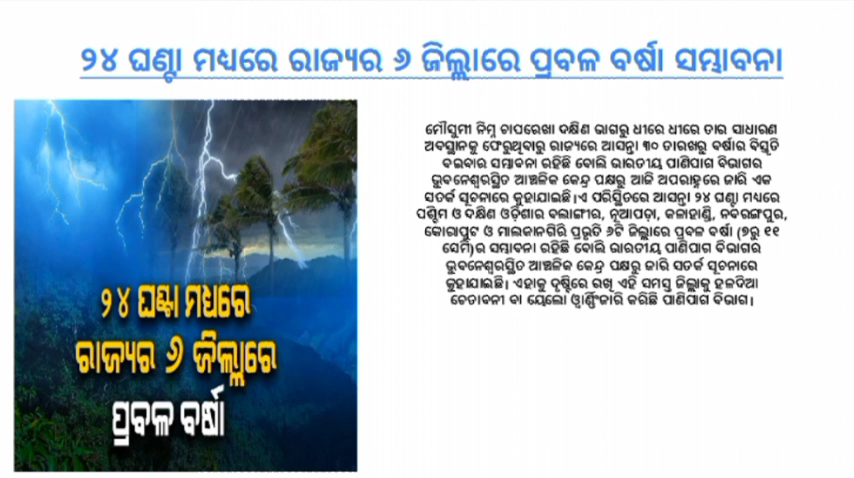 ୨୪ ଘଣ୍ଟା ମଧ୍ୟରେ ରାଜ୍ୟର ୬ ଜିଲ୍ଲାରେ ପ୍ରବଳ ବର୍ଷା ସମ୍ଭାବନା
ମୌସୁମୀ ନିମ୍ନ ଚାପରେଖା ଦକ୍ଷିଣ ଭାଗରୁ ଧୀରେ ଧୀରେ ତାର ସାଧାରଣ
ଅବସ୍ଥାନକୁ ଫେରୁଥିବାରୁ ରାଜ୍ୟରେ ଆସନ୍ତା ୩୦ ତାରଖରୁ ବର୍ଷାର ବିସ୍ତୃତି
ବଢଇବାର ସମ୍ଭାବନା ରହିଛି ବୋଲି ଭାରତୀୟ ପାଣିପାଗ ବିଭାଗର
ଭୁବନେଶ୍ୱରସ୍ଥିତ ଆଞ୍ଚଳିକ କେନ୍ଦ୍ର ପକ୍ଷରୁ ଆଜି ଅପରାହ୍ନରେ ଜାରି ଏକ
ସତର୍କ ସୂଚନାରେ କୁହାଯାଇଛି।ଏ ପରିସ୍ଥିତିରେ ଆସନ୍ତା ୨୪ ଘଣ୍ଟା ମଧ୍ୟରେ
ପଶ୍ଚିମ ଓ ଦକ୍ଷିଣ ଓଡ଼ିଶାର ବଲାଙ୍ଗୀର, ନୂଆପଡ଼ା, କଳାହାଣ୍ଡି, ନବରଙ୍ଗପୁର,
କୋରାପୁଟ ଓ ମାଲକାନଗିରି ପ୍ରଭୃତି ୬ଟି ଜିଲ୍ଲାରେ ପ୍ରବଳ ବର୍ଷା (୭ରୁ ୧୧
ସେମି)ର ସମ୍ଭାବନା ରହିଛି ବୋଲି ଭାରତୀୟ ପାଣିପାଗ ବିଭାଗର
ଭୁବନେଶ୍ୱରସ୍ଥିତ ଆଞ୍ଚଳିକ କେନ୍ଦ୍ର ପକ୍ଷରୁ ଜାରି ସତର୍କ ସୂଚନାରେ
କୁହାଯାଇଛି। ଏହାକୁ ଦୃଷ୍ଟିରେ ରଖି ଏହି ସମସ୍ତ ଜିଲ୍ଲାକୁ ହଳଦିଆ
ଚେତାବନୀ ବା ୟେଲୋ ଓ୍ୱାର୍ଣ୍ଣିଂଜାରି କରିଛି ପାଣିପାଗ ବିଭାଗ।
୨୪ ଘଣ୍ଟା ମଧ୍ୟରେ
ରାଜ୍ୟର ୬ ଜିଲ୍ଲାରେ
ପ୍ରବଳ ବର୍ଷା